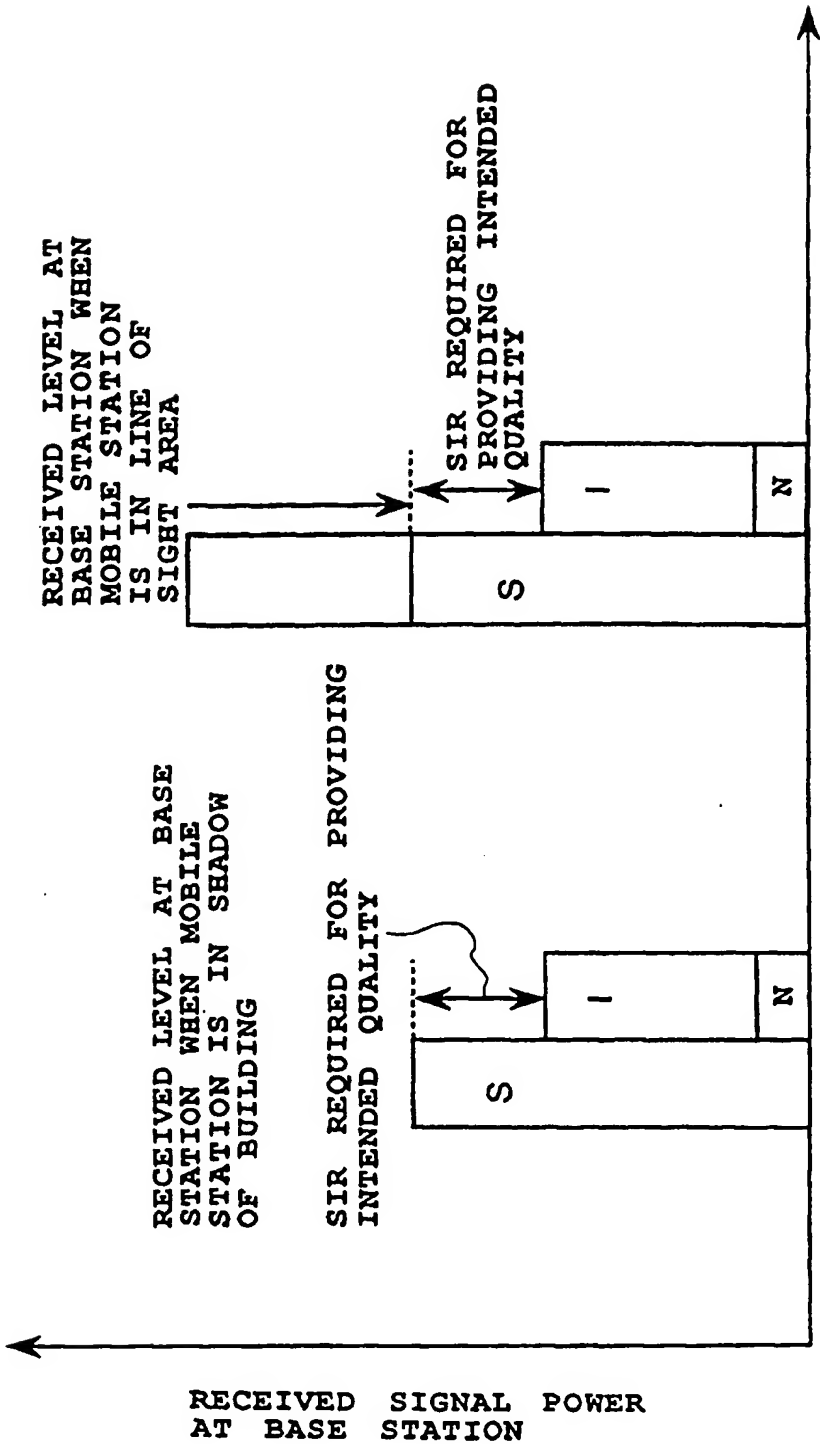 RECEIVED SIGNAL POWER
AT BASE STATION
RECEIVED LEVEL AT BASE
STATION WHEN MOBILE
STATION IS IN SHADOW
OF BUILDING
SIR REQUIRED FOR PROVIDING
INTENDED QUALITY
S
I
N
RECEIVED LEVEL AT
BASE STATION WHEN
MOBILE STATION
IS IN LINE OF
SIGHT AREA
SIR REQUIRED FOR
PROVIDING INTENDED
QUALITY
S
I
N